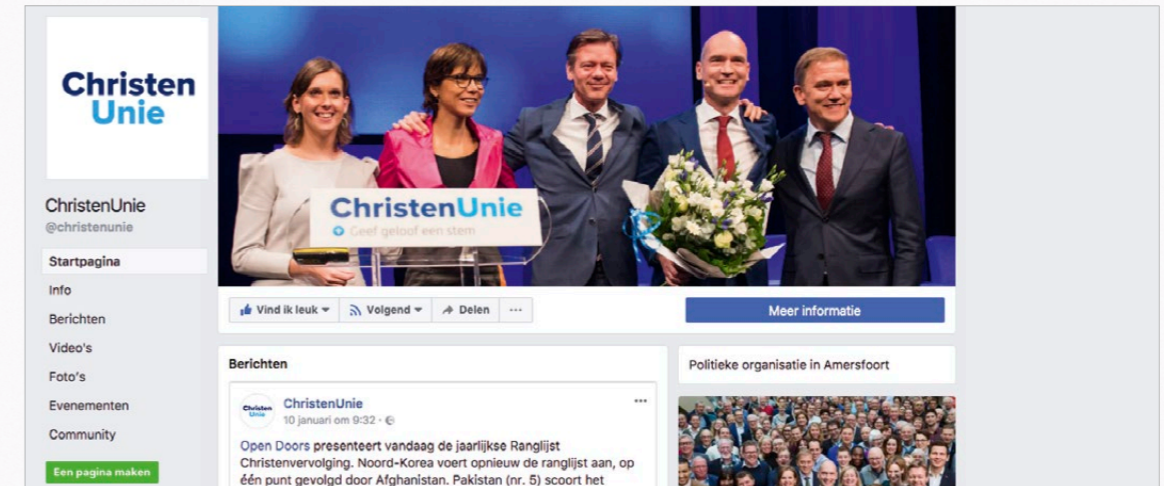 Christen
Unie
ChristenUnie
@christenunie
Startpagina
Info
Berichten
Video's
Foto's
Evenementen
Community
Een pagina maken
ChristenUnie
Geef geloof een stem
Vind ik leuk
Volgend
Delen
...
Meer informatie
Berichten
Christen
Unie
ChristenUnie
10 januari om 9:32 ·
...
Open Doors presenteert vandaag de jaarlijkse Ranglijst
Christenvervolging. Noord-Korea voert opnieuw de ranglijst aan, op
één punt gevolgd door Afghanistan. Pakistan (nr. 5) scoort het
Politieke organisatie in Amersfoort